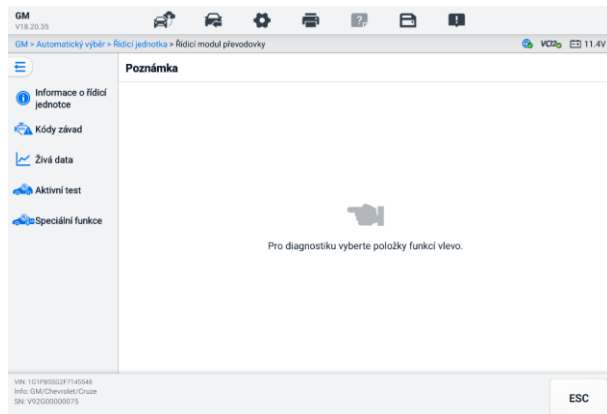 GM
V18.20.35
GM > Automatický výběr > Řídicí jednotka > Řídicí modul převodovky
VCI 11.4V
Poznámka
Informace o řídicí
jednotce
Kódy závad
Živá data
Aktivní test
Speciální funkce
Pro diagnostiku vyberte položky funkcí vlevo.
Info: GM/Chevrolet/Cruze
SN: V92G00000075
ESC